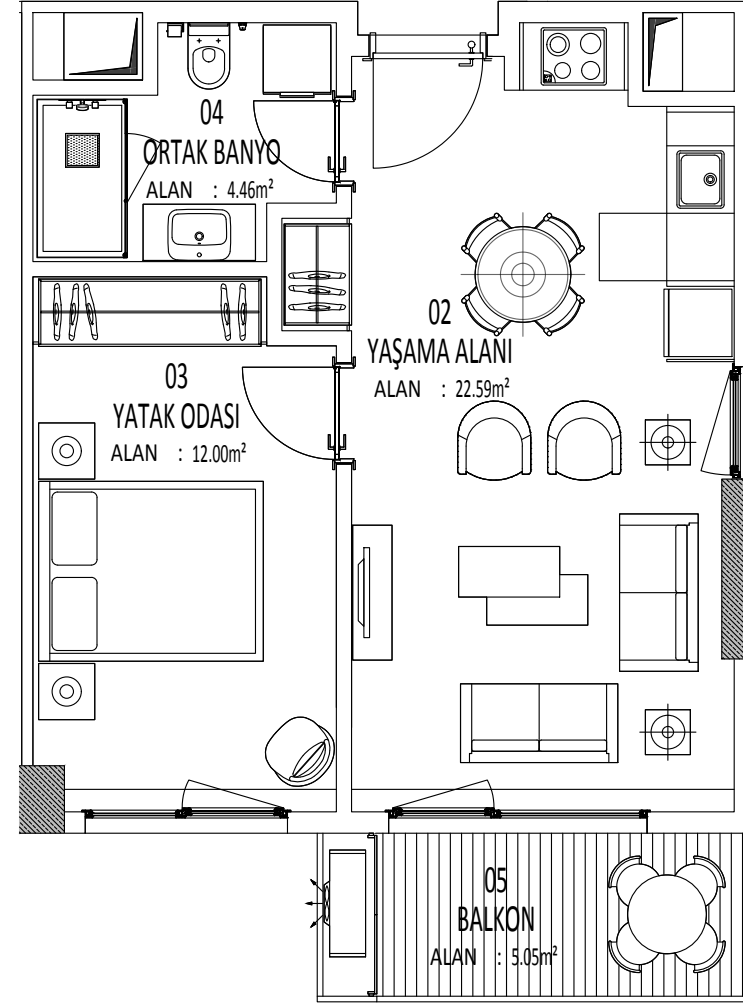 04
ORTAK BANYO
ALAN : 4.46m²
02
YAŞAMA ALANI
ALAN : 22.59m²
03
YATAK ODASI
ALAN : 12.00m²
05
BALKON
ALAN : 5.05m²